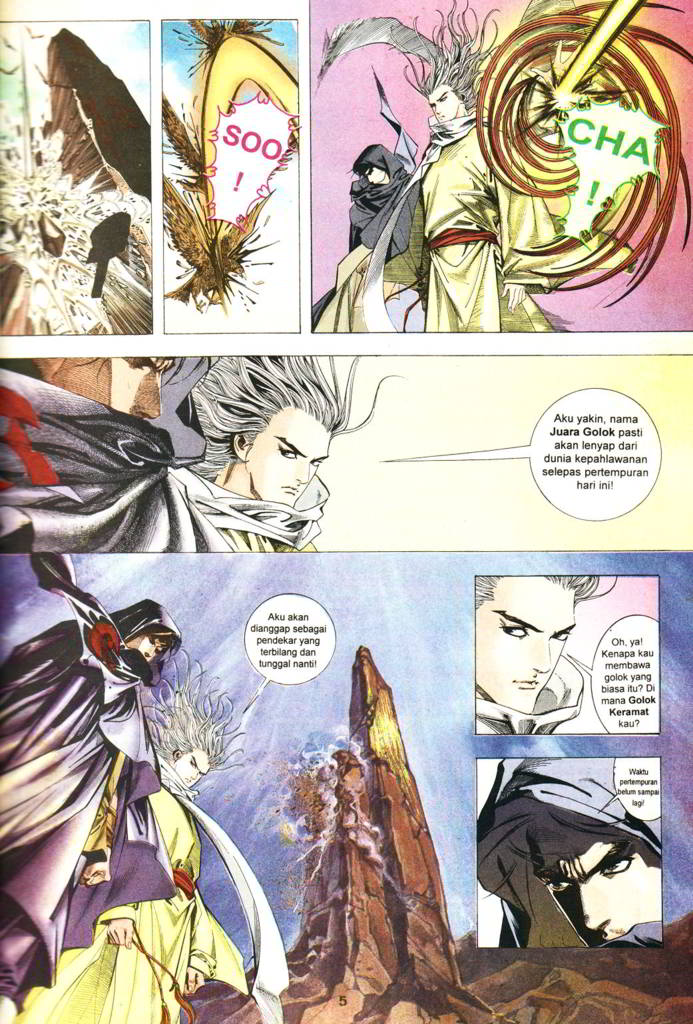 SOO
!
CHA
!
Aku yakin, nama
Juara Golok pasti
akan lenyap dari
dunia kepahlawanan
selepas pertempuran
hari ini!
Aku akan
dianggap sebagai
pendekar yang
terbilang dan
tunggal nanti!
Oh, ya!
Kenapa kau
membawa
golok yang
biasa itu? Di
mana Golok
Keramat
kau?
Waktu
pertempuran
belum sampai
lagi!
5